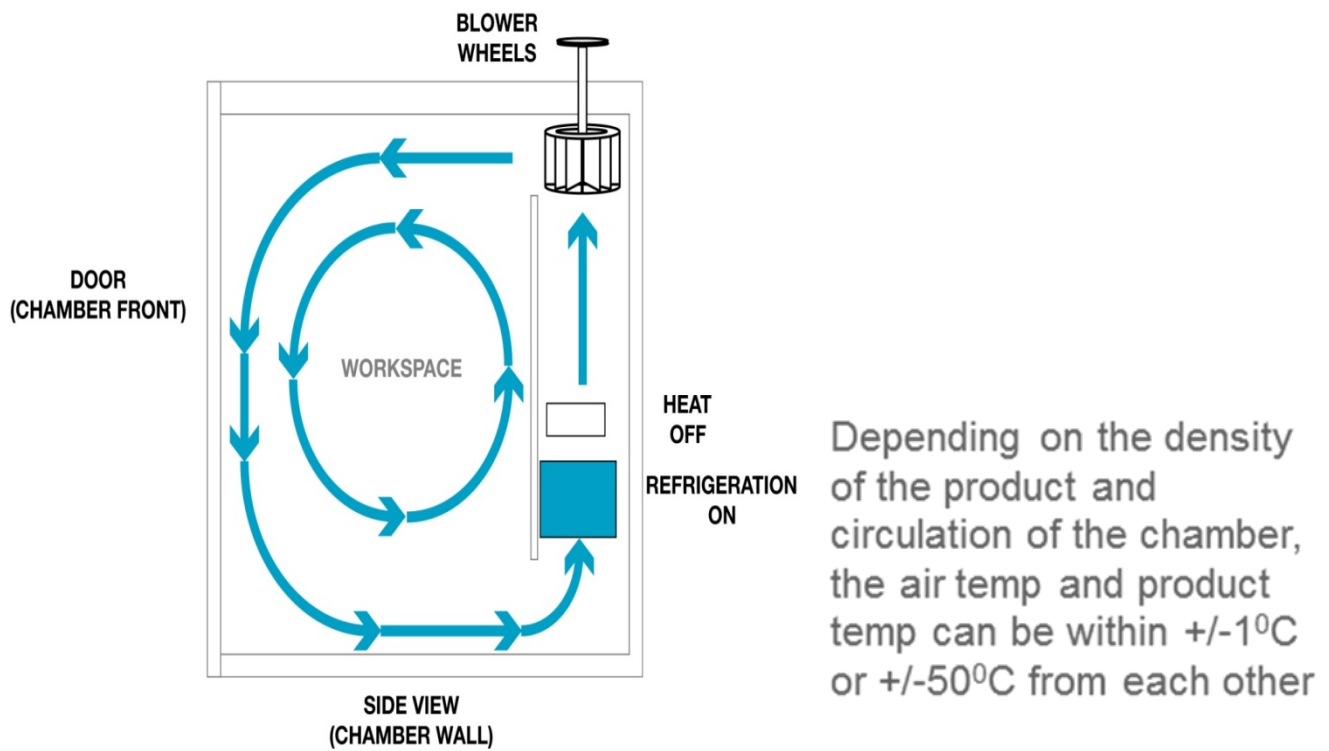 BLOWER
WHEELS
DOOR
(CHAMBER FRONT)
WORKSPACE
HEAT
OFF
REFRIGERATION
ON
SIDE VIEW
(CHAMBER WALL)
Depending on the density
of the product and
circulation of the chamber,
the air temp and product
temp can be within +/-1⁰C
or +/-50⁰C from each other